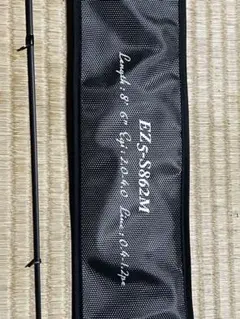 EZ5-S862M
Length : 8' 6" Egi : 2.0-4.0 Line : 0.4-1.2pe